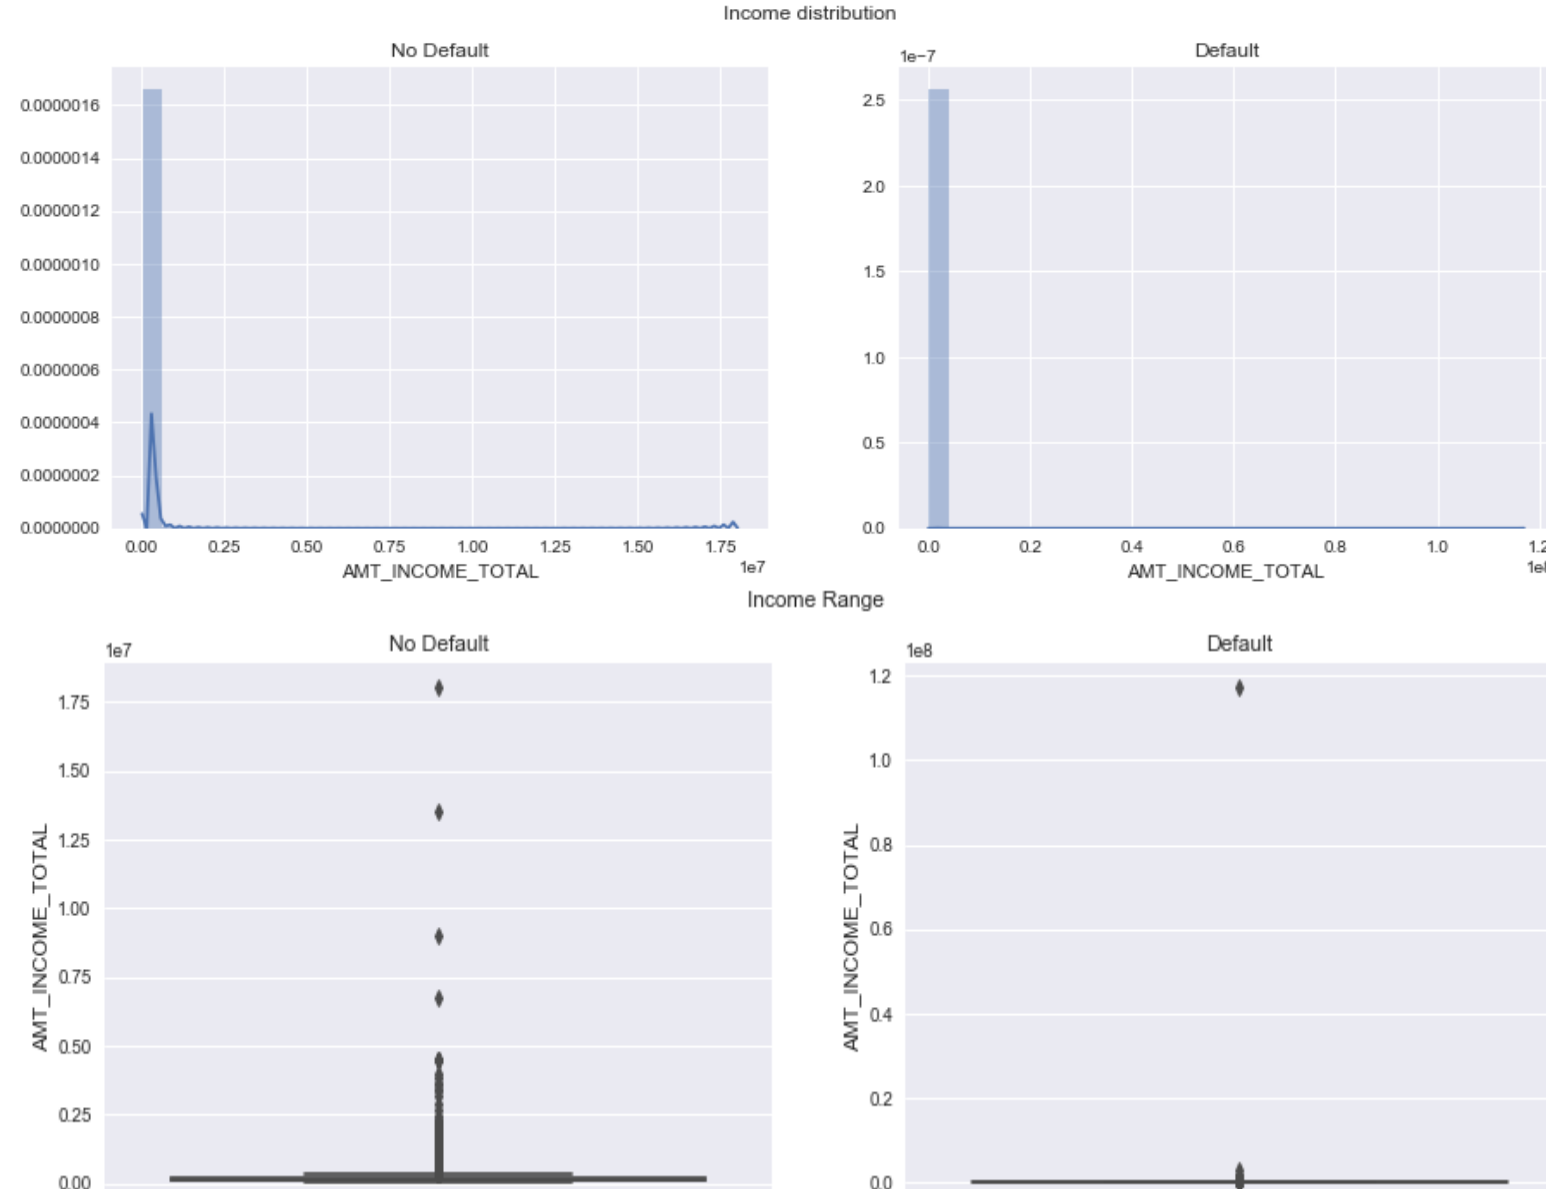 Income distribution
No Default
0.0000016
0.0000014
0.0000012
0.0000010
0.0000008
0.0000006
0.0000004
0.0000002
0.0000000
0.00 0.25 0.50 0.75 1.00 1.25 1.50 1.75
1e7
AMT_INCOME_TOTAL
Default
1e−7
2.5
2.0
1.5
1.0
0.5
0.0
0.0 0.2 0.4 0.6 0.8 1.0 1.2
1e8
AMT_INCOME_TOTAL
Income Range
No Default
1e7
1.75
1.50
1.25
1.00
0.75
0.50
0.25
0.00
AMT_INCOME_TOTAL
Default
1e8
1.2
1.0
0.8
0.6
0.4
0.2
0.0
AMT_INCOME_TOTAL